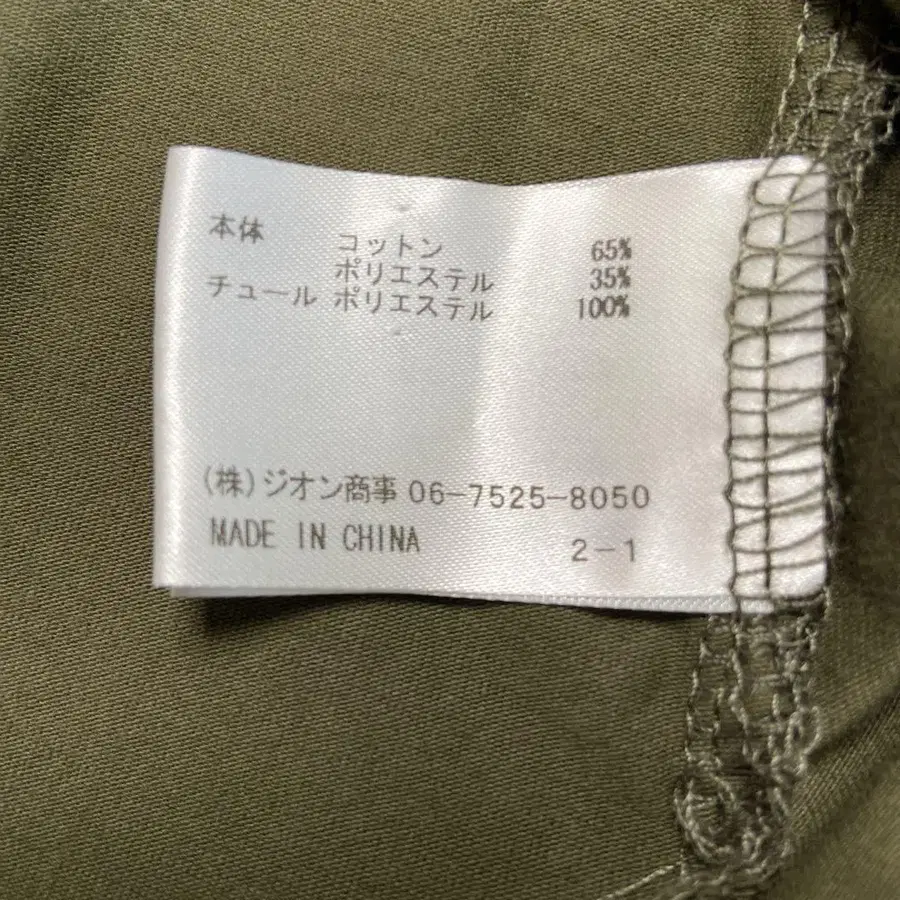 本体 コットン 65%
ポリエステル 35%
チュール ポリエステル 100%
(株)ジオン商事 06-7525-8050
MADE IN CHINA 2-1